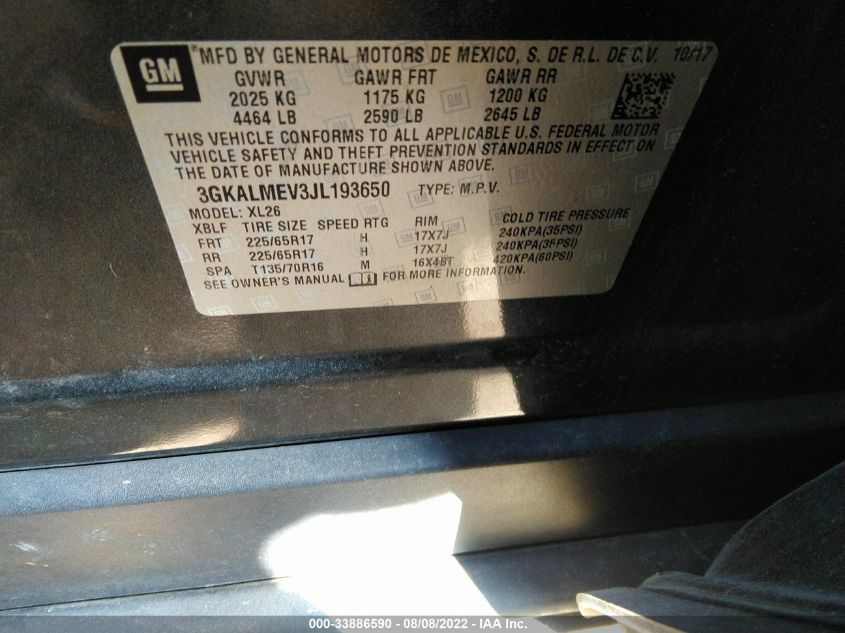 GM ®MFD BY GENERAL MOTORS DE MEXICO, S. DE R.L. DE C.V. 10/17
GVWR GAWR FRT GAWR RR
2025 KG 1175 KG 1200 KG
4464 LB 2590 LB 2645 LB
THIS VEHICLE CONFORMS TO ALL APPLICABLE U.S. FEDERAL MOTOR
VEHICLE SAFETY AND THEFT PREVENTION STANDARDS IN EFFECT ON
THE DATE OF MANUFACTURE SHOWN ABOVE.
3GKALMEV3JL193650 TYPE: M.P.V.
MODEL: XL26
XBLF TIRE SIZE SPEED RTG RIM COLD TIRE PRESSURE
FRT 225/65R17 H 17X7J 240KPA(35PSI)
RR 225/65R17 H 17X7J 240KPA(35PSI)
SPA T135/70R16 M 16X4BT 420KPA(60PSI)
SEE OWNER'S MANUAL FOR MORE INFORMATION.
000-33886590 - 08/08/2022 - IAA Inc.